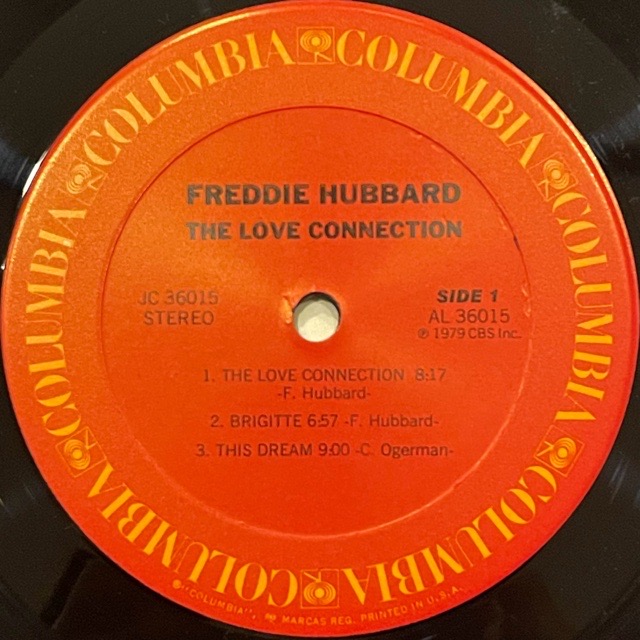 COLUMBIA COLUMBIA COLUMBIA COLUMBIA COLUMBIA COLUMBIA COLUMBIA
FREDDIE HUBBARD
THE LOVE CONNECTION
JC 36015
STEREO
SIDE 1
AL 36015
℗ 1979 CBS Inc.
1. THE LOVE CONNECTION 8:17
-F. Hubbard-
2. BRIGITTE 6:57 -F. Hubbard-
3. THIS DREAM 9:00 -C. Ogerman-
"COLUMBIA", MARCAS REG. PRINTED IN U.S.A.